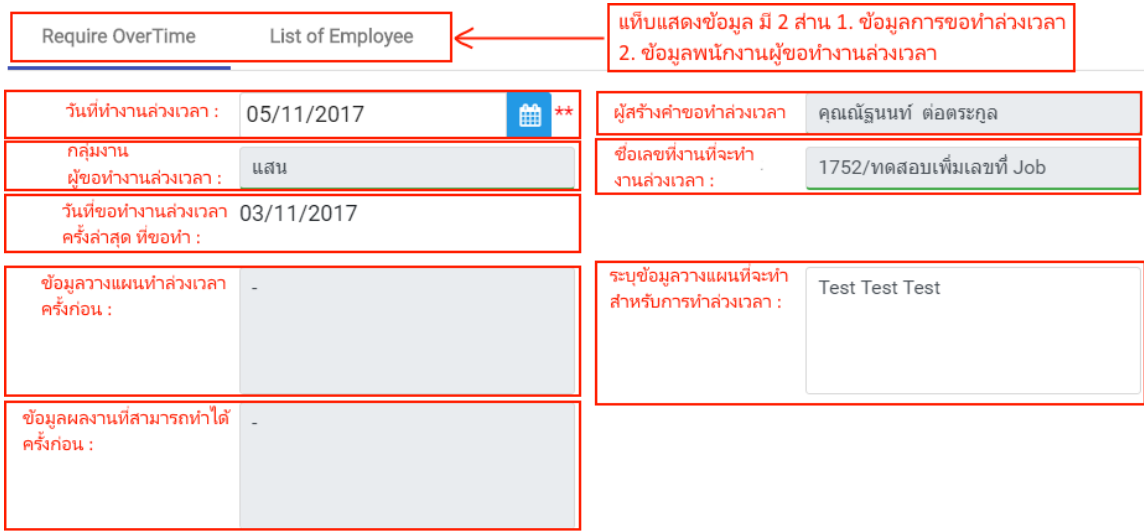 Require OverTime
List of Employee
แท็บแสดงข้อมูล มี 2 ส่าน 1. ข้อมูลการขอทำล่วงเวลา
2. ข้อมูลพนักงานผู้ขอทำงานล่วงเวลา
วันที่ทำงานล่วงเวลา :
05/11/2017
**
ผู้สร้างคำขอทำล่วงเวลา
คุณณัฐนนท์ ต่อตระกูล
กลุ่มงาน
ผู้ขอทำงานล่วงเวลา :
แสน
ชื่อเลขที่งานที่จะทำ
งานล่วงเวลา :
1752/ทดสอบเพิ่มเลขที่ Job
วันที่ขอทำงานล่วงเวลา
ครั้งล่าสุด ที่ขอทำ :
03/11/2017
ข้อมูลวางแผนทำล่วงเวลา
ครั้งก่อน :
-
ระบุข้อมูลวางแผนที่จะทำ
สำหรับการทำล่วงเวลา :
Test Test Test
ข้อมูลผลงานที่สามารถทำได้
ครั้งก่อน :
-